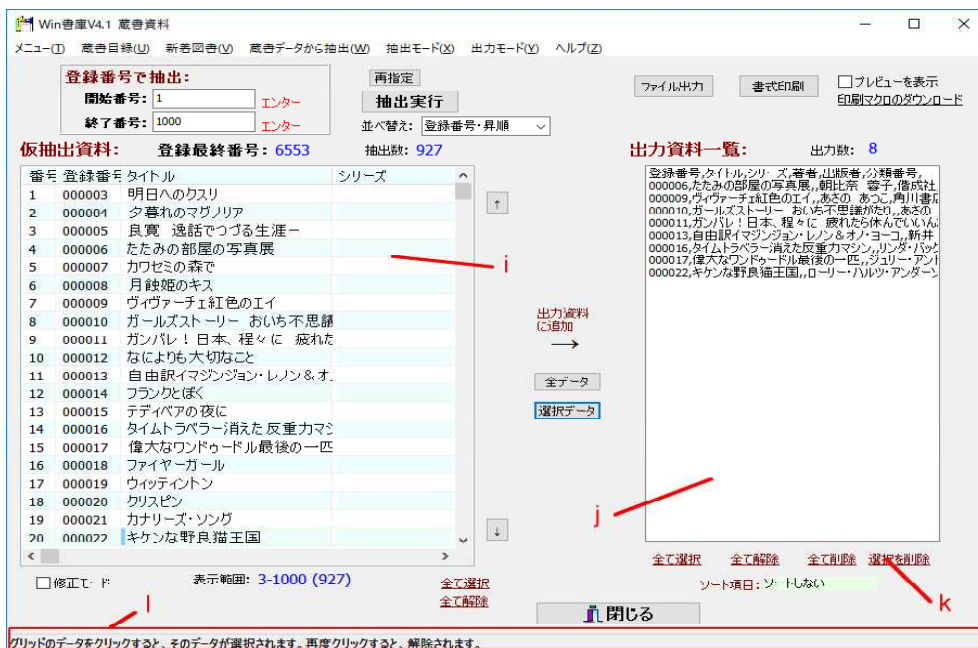 Win書庫V4.1 蔵書資料
メニュー(T) 蔵書目録(U) 新着図書(V) 蔵書データから抽出(W) 抽出モード(X) 出力モード(Y) ヘルプ(Z)
登録番号で抽出:
開始番号: 1 エンター
終了番号: 1000 エンター
再指定
抽出実行
並べ替え: 登録番号・昇順
ファイル出力 書式印刷 プレビューを表示
印刷マクロのダウンロード
仮抽出資料: 登録最終番号: 6553 抽出数: 927
番号 登録番号 タイトル シリーズ
1 000003 明日へのクスリ
2 000004 夕暮れのマグノリア
3 000005 良寛 逸話でつづる生涯ー
4 000006 たたみの部屋の写真展
5 000007 カワセミの森で
6 000008 月蝕姫のキス
7 000009 ヴィヴァーチェ紅色のエイ
8 000010 ガールズストーリー おいち不思議
9 000011 ガンバレ!日本、程々に 疲れた
10 000012 なによりも大切なこと
11 000013 自由訳イマジンジョン・レノン&オ.
12 000014 フランクとぼく
13 000015 テディベアの夜に
14 000016 タイムトラベラー消えた反重力マシ
15 000017 偉大なワンドゥードル最後の一匹
16 000018 ファイヤーガール
17 000019 ウィッティントン
18 000020 クリスピン
19 000021 カナリーズ・ソング
20 000022 キケンな野良猫王国
↑
↓
i
出力資料
に追加
→
全データ
選択データ
出力資料一覧: 出力数: 8
登録番号,タイトル,シリーズ,著者,出版者,分類番号,
000006,たたみの部屋の写真展,,朝比奈 蓉子,偕成社
000009,ヴィヴァーチェ紅色のエイ,,あさの あつこ,角川書店
000010,ガールズストーリー おいち不思議がたり,,あさの
000011,ガンバレ!日本、程々に 疲れたら休んでいいん
000013,自由訳イマジンジョン・レノン&オノ・ヨーコ,,新井
000016,タイムトラベラー消えた反重力マシン,,リンダ・バッ
000017,偉大なワンドゥードル最後の一匹,,ジュリー・アン
000022,キケンな野良猫王国,,ローリー・ハルツ・アンダーソ
j
全て選択 全て解除 全て削除 選択を削除
ソート項目: ソートしない
k
修正モード 表示範囲: 3-1000 (927) 全て選択
全て解除
閉じる
l
グリッドのデータをクリックすると、そのデータが選択されます。再度クリックすると、解除されます。